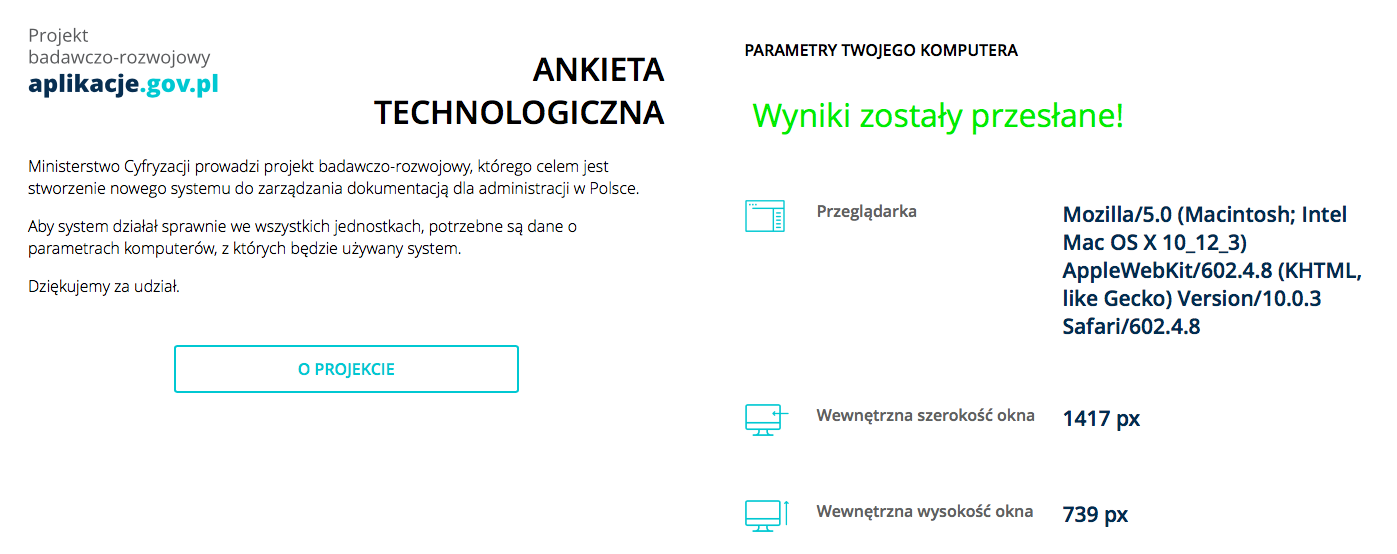 Projekt
badawczo-rozwojowy
aplikacje.gov.pl
ANKIETA
TECHNOLOGICZNA
Ministerstwo Cyfryzacji prowadzi projekt badawczo-rozwojowy, którego celem jest
stworzenie nowego systemu do zarządzania dokumentacją dla administracji w Polsce.
Aby system działał sprawnie we wszystkich jednostkach, potrzebne są dane o
parametrach komputerów, z których będzie używany system.
Dziękujemy za udział.
O PROJEKCIE
PARAMETRY TWOJEGO KOMPUTERA
Wyniki zostały przesłane!
Przeglądarka
Mozilla/5.0 (Macintosh; Intel
Mac OS X 10_12_3)
AppleWebKit/602.4.8 (KHTML,
like Gecko) Version/10.0.3
Safari/602.4.8
Wewnętrzna szerokość okna
1417 px
Wewnętrzna wysokość okna
739 px